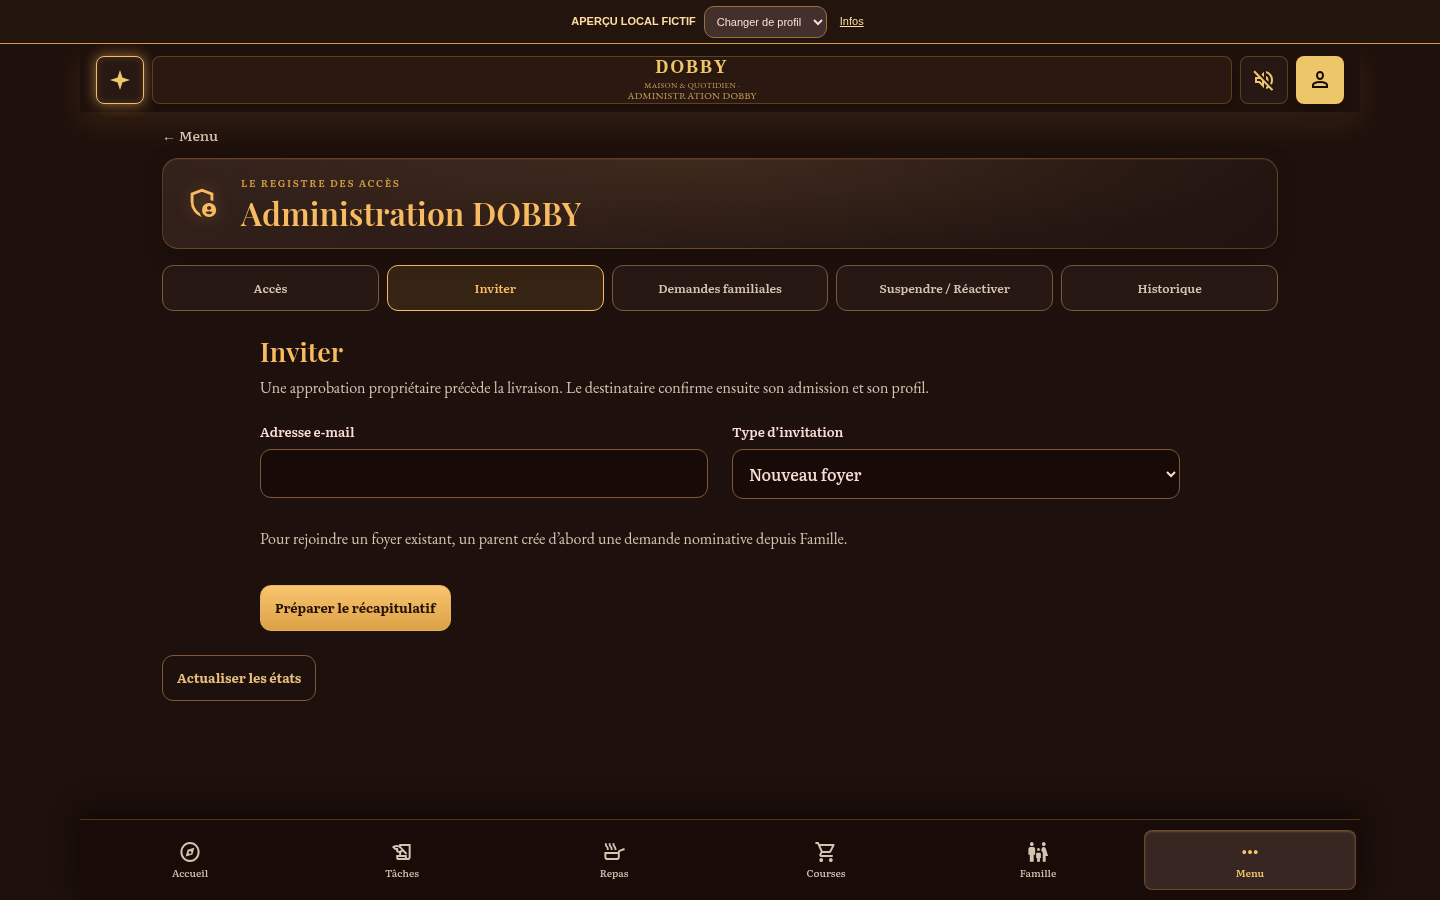 APERÇU LOCAL FICTIF Changer de profil Infos
DOBBY
MAISON & QUOTIDIEN ·
ADMINISTRATION DOBBY
← Menu
LE REGISTRE DES ACCÈS
Administration DOBBY
Accès Inviter Demandes familiales Suspendre / Réactiver Historique
Inviter
Une approbation propriétaire précède la livraison. Le destinataire confirme ensuite son admission et son profil.
Adresse e-mail Type d’invitation
Nouveau foyer
Pour rejoindre un foyer existant, un parent crée d’abord une demande nominative depuis Famille.
Préparer le récapitulatif
Actualiser les états
Accueil Tâches Repas Courses Famille Menu